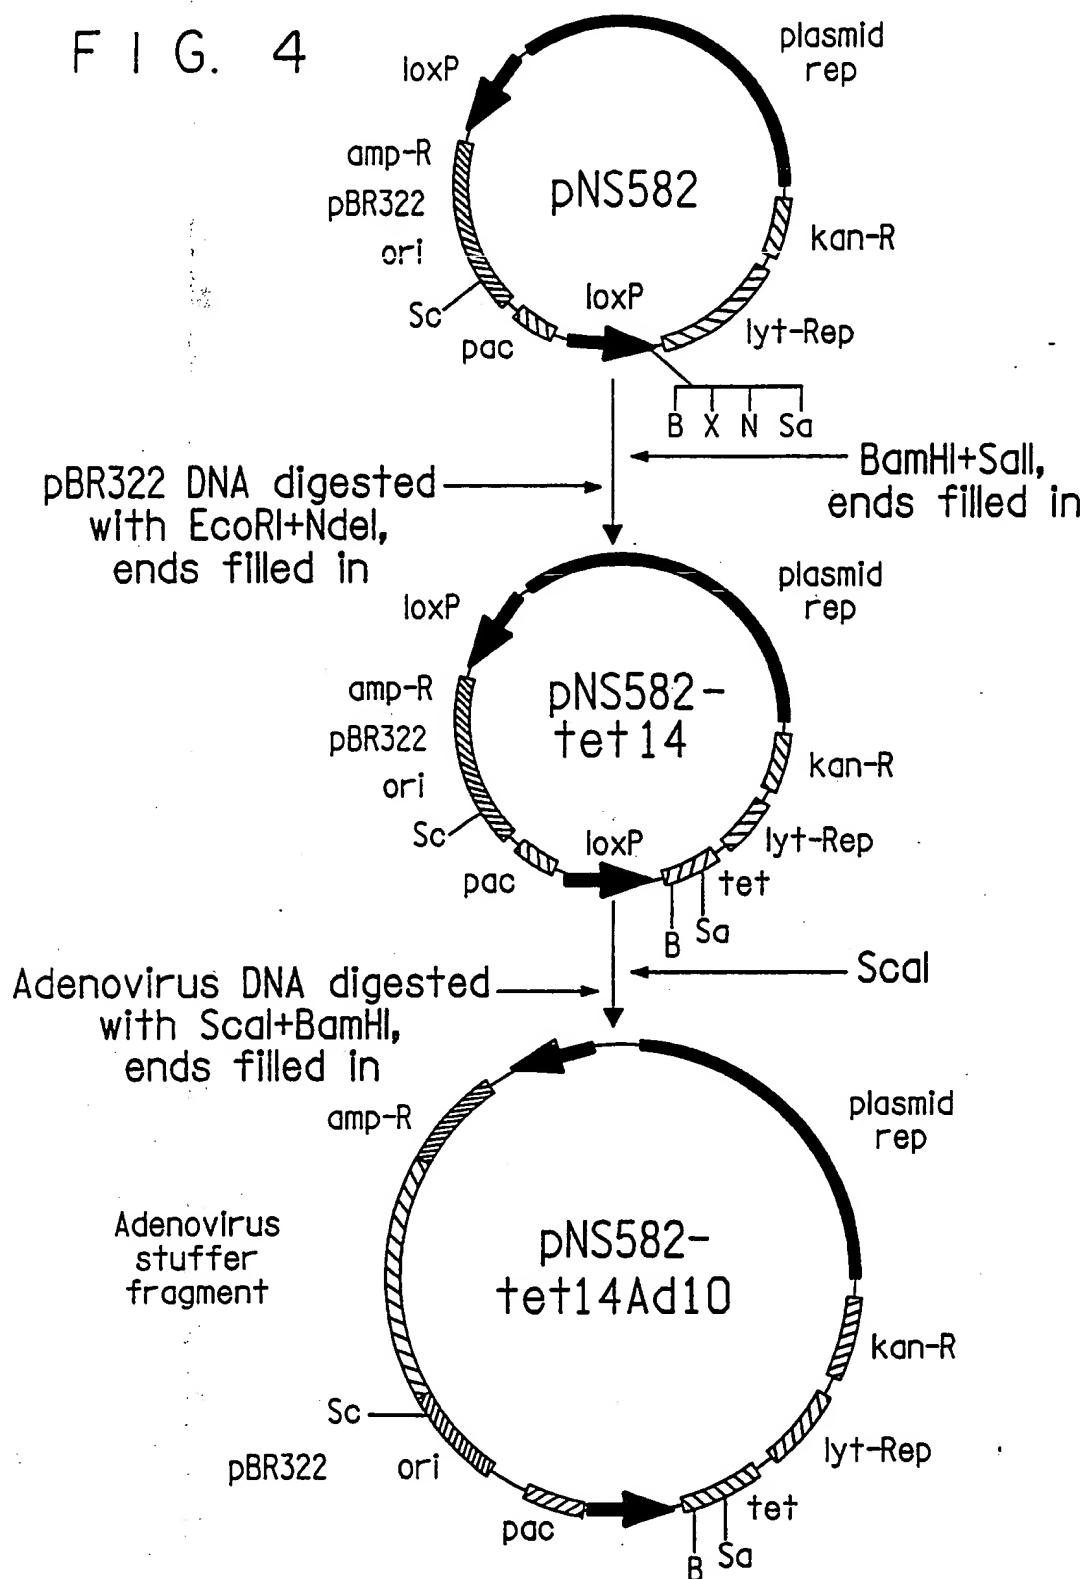 FIG. 4
plasmid
rep
loxP
amp-R
pBR322
ori
pNS582
kan-R
Sc
loxP
pac
lyt-Rep
B X N Sa
BamHI+SalI,
ends filled in
pBR322 DNA digested
with EcoRI+NdeI,
ends filled in
plasmid
rep
loxP
amp-R
pBR322
ori
pNS582-
tet14
kan-R
Sc
loxP
lyt-Rep
pac
tet
B Sa
ScaI
Adenovirus DNA digested
with ScaI+BamHI,
ends filled in
amp-R
plasmid
rep
Adenovirus
stuffer
fragment
pNS582-
tet14Ad10
kan-R
Sc
pBR322 ori
lyt-Rep
pac
tet
B Sa